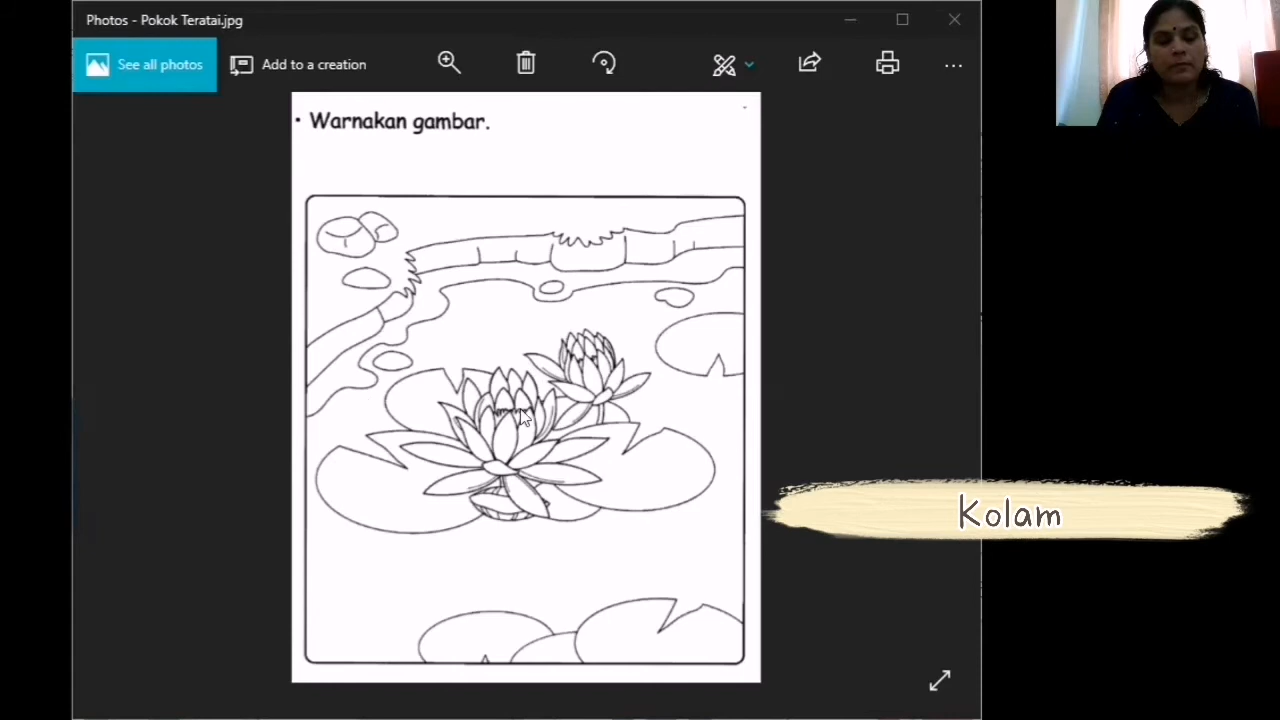 Photos - Pokok Teratai.jpg
See all photos
Add to a creation
• Warnakan gambar.
Kolam